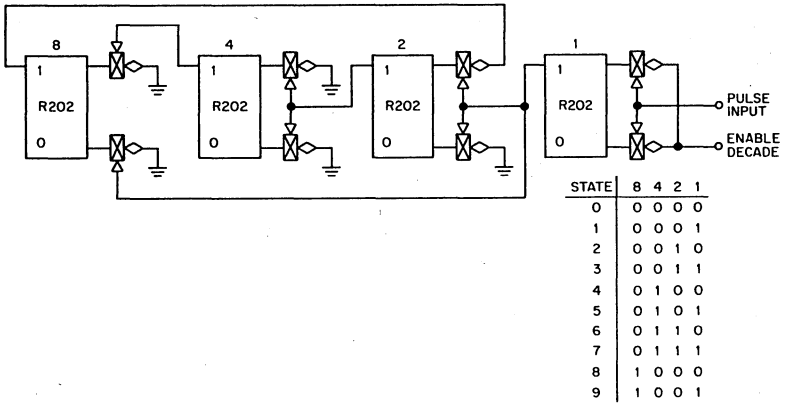 8 4 2 1
1 1 1 1
R202 R202 R202 R202
0 0 0 0
PULSE
INPUT
ENABLE
DECADE
STATE 8 4 2 1
0 0 0 0 0
1 0 0 0 1
2 0 0 1 0
3 0 0 1 1
4 0 1 0 0
5 0 1 0 1
6 0 1 1 0
7 0 1 1 1
8 1 0 0 0
9 1 0 0 1